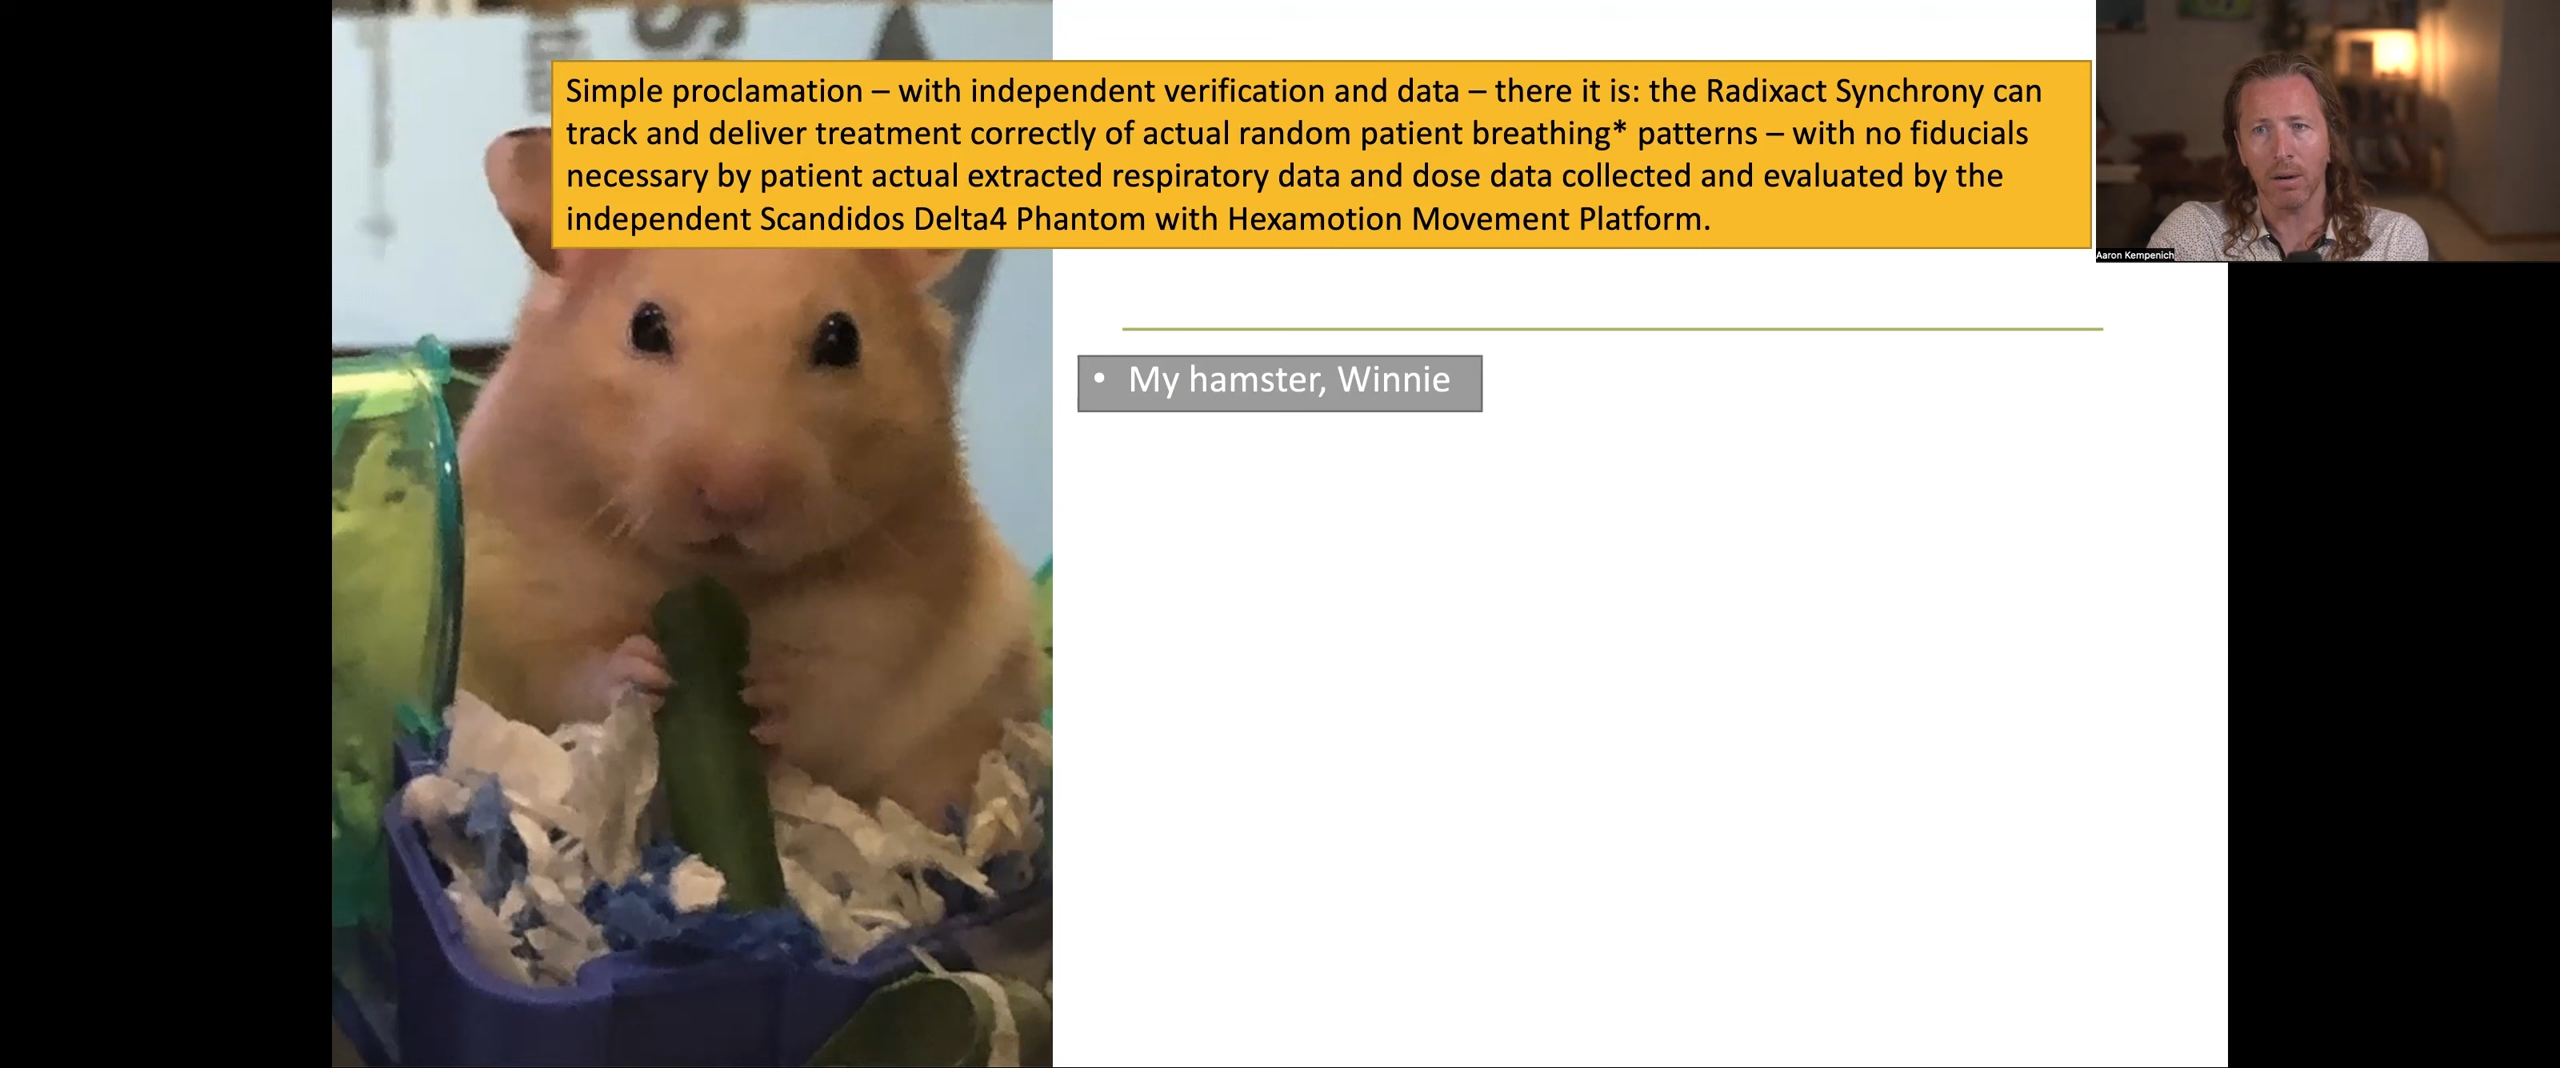 Simple proclamation – with independent verification and data – there it is: the Radixact Synchrony can
track and deliver treatment correctly of actual random patient breathing* patterns – with no fiducials
necessary by patient actual extracted respiratory data and dose data collected and evaluated by the
independent Scandidos Delta4 Phantom with Hexamotion Movement Platform.
Aaron Kempenich
• My hamster, Winnie